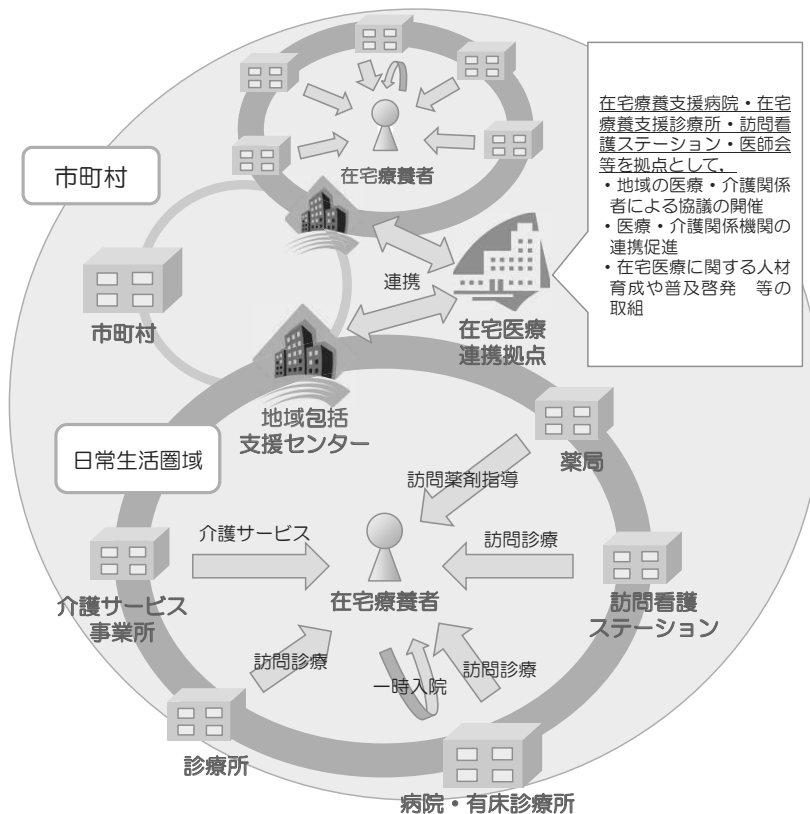 在宅療養者
市町村
在宅療養支援病院・在宅
療養支援診療所・訪問看
護ステーション・医師会
等を拠点として,
・地域の医療・介護関係
者による協議の開催
・医療・介護関係機関の
連携促進
・在宅医療に関する人材
育成や普及啓発　等の
取組
市町村
連携
在宅医療
連携拠点
地域包括
支援センター
日常生活圏域
薬局
訪問薬剤指導
介護サービス
訪問診療
在宅療養者
介護サービス
事業所
訪問看護
ステーション
訪問診療
一時入院
訪問診療
診療所
病院・有床診療所